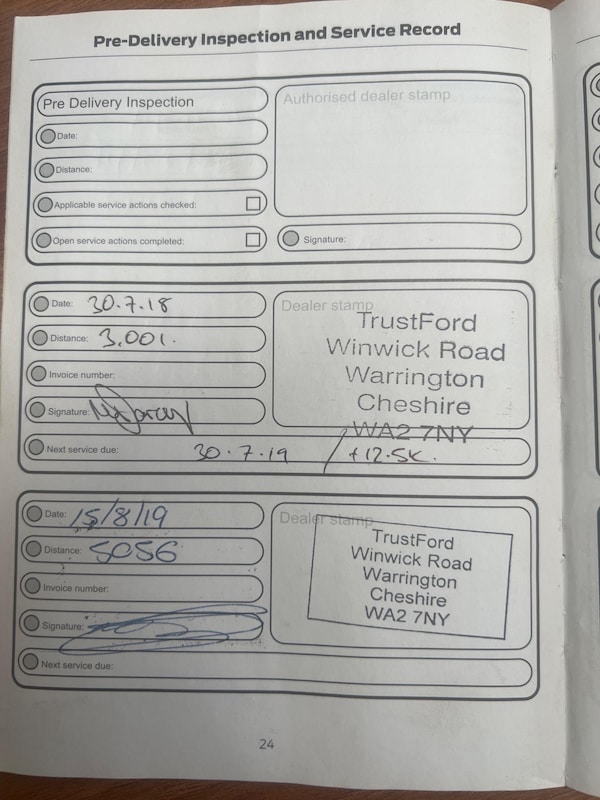 Pre-Delivery Inspection and Service Record
Pre Delivery Inspection
Date:
Distance:
Applicable service actions checked:
Open service actions completed:
Authorised dealer stamp
Signature:
Date: 30.7.18
Distance: 3,001.
Invoice number:
Signature:
Dealer stamp
TrustFord
Winwick Road
Warrington
Cheshire
WA2 7NY
Next service due: 30.7.19 / +12.5K.
Date: 15/8/19
Distance: 5056
Invoice number:
Signature:
Dealer stamp
TrustFord
Winwick Road
Warrington
Cheshire
WA2 7NY
Next service due:
24